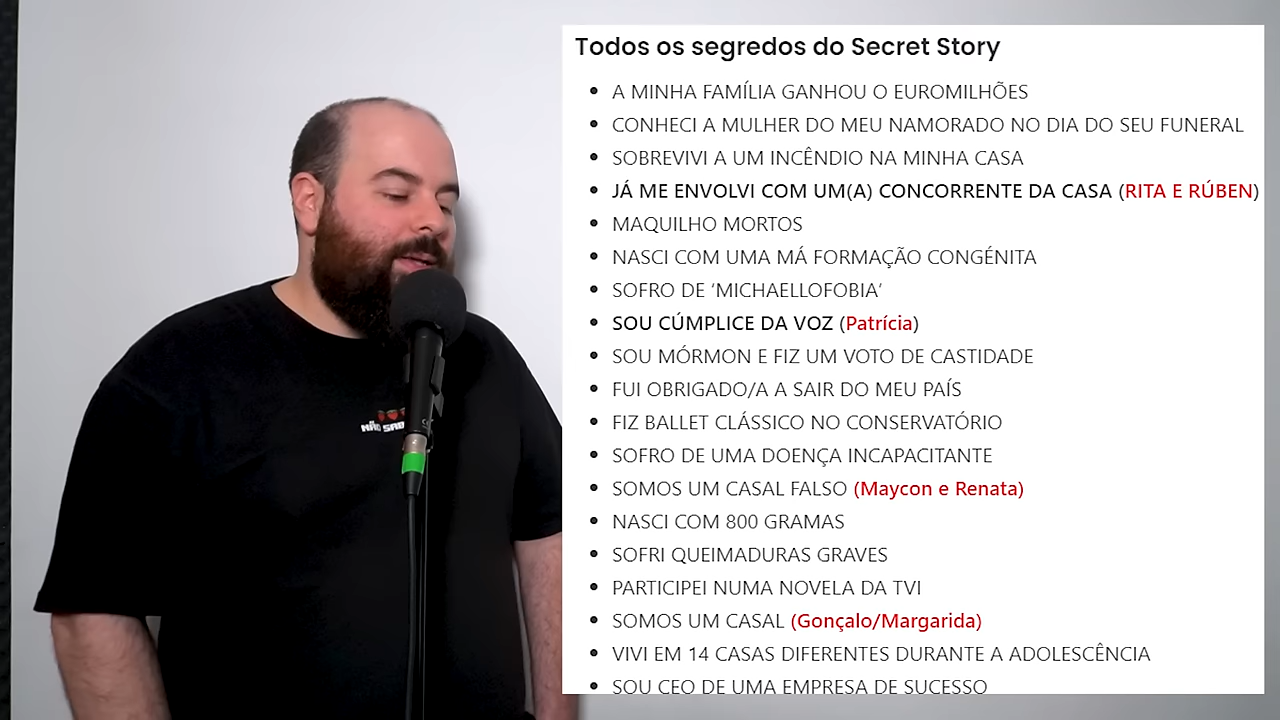 Todos os segredos do Secret Story
A MINHA FAMÍLIA GANHOU O EUROMILHÕES
CONHECI A MULHER DO MEU NAMORADO NO DIA DO SEU FUNERAL
SOBREVIVI A UM INCÊNDIO NA MINHA CASA
JÁ ME ENVOLVI COM UM(A) CONCORRENTE DA CASA (RITA E RÚBEN)
MAQUILHO MORTOS
NASCI COM UMA MÁ FORMAÇÃO CONGÉNITA
SOFRO DE ‘MICHAELLOFOBIA’
SOU CÚMPLICE DA VOZ (Patrícia)
SOU MÓRMON E FIZ UM VOTO DE CASTIDADE
FUI OBRIGADO/A A SAIR DO MEU PAÍS
FIZ BALLET CLÁSSICO NO CONSERVATÓRIO
SOFRO DE UMA DOENÇA INCAPACITANTE
SOMOS UM CASAL FALSO (Maycon e Renata)
NASCI COM 800 GRAMAS
SOFRI QUEIMADURAS GRAVES
PARTICIPEI NUMA NOVELA DA TVI
SOMOS UM CASAL (Gonçalo/Margarida)
VIVI EM 14 CASAS DIFERENTES DURANTE A ADOLESCÊNCIA
SOU CEO DE UMA EMPRESA DE SUCESSO
NÃO